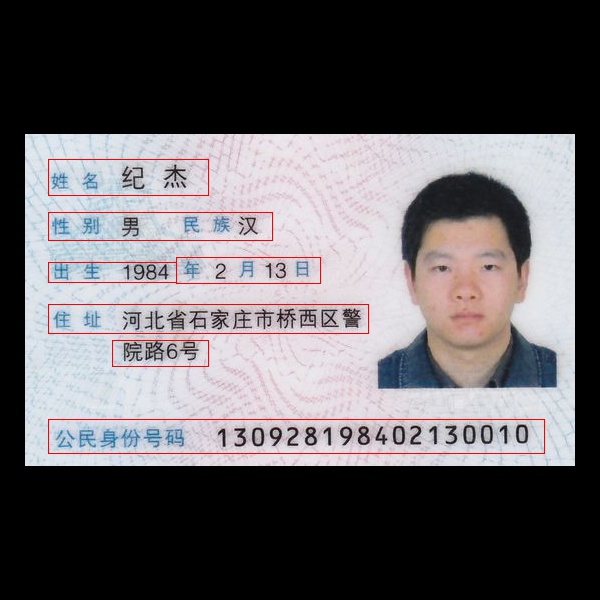 姓名 纪杰
性别 男 民族 汉
出生 1984 年 2 月 13 日
住址 河北省石家庄市桥西区警
院路6号
公民身份号码 130928198402130010